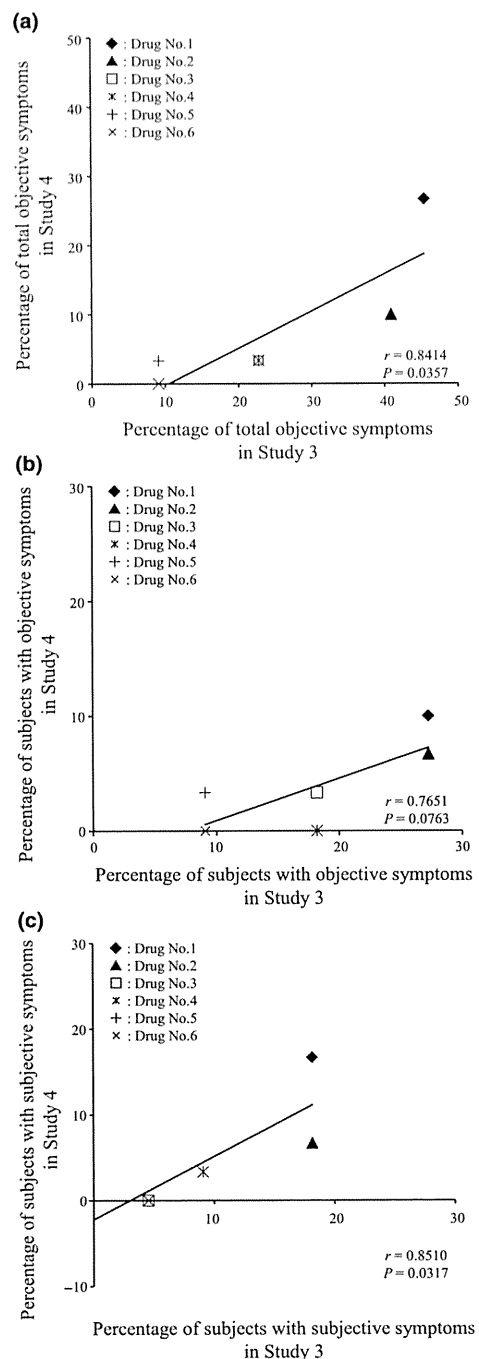 (a)
50
40
30
20
10
0
◆ : Drug No.1
▲ : Drug No.2
□ : Drug No.3
⚹ : Drug No.4
+ : Drug No.5
× : Drug No.6
Percentage of total objective symptoms
in Study 4
r = 0.8414
P = 0.0357
0 10 20 30 40 50
Percentage of total objective symptoms
in Study 3
(b)
30
20
10
0
◆ : Drug No.1
▲ : Drug No.2
□ : Drug No.3
⚹ : Drug No.4
+ : Drug No.5
× : Drug No.6
Percentage of subjects with objective symptoms
in Study 4
r = 0.7651
P = 0.0763
0 10 20 30
Percentage of subjects with objective symptoms
in Study 3
(c)
30
20
10
0
−10
◆ : Drug No.1
▲ : Drug No.2
□ : Drug No.3
⚹ : Drug No.4
+ : Drug No.5
× : Drug No.6
Percentage of subjects with subjective symptoms
in Study 4
10 20 30
r = 0.8510
P = 0.0317
Percentage of subjects with subjective symptoms
in Study 3